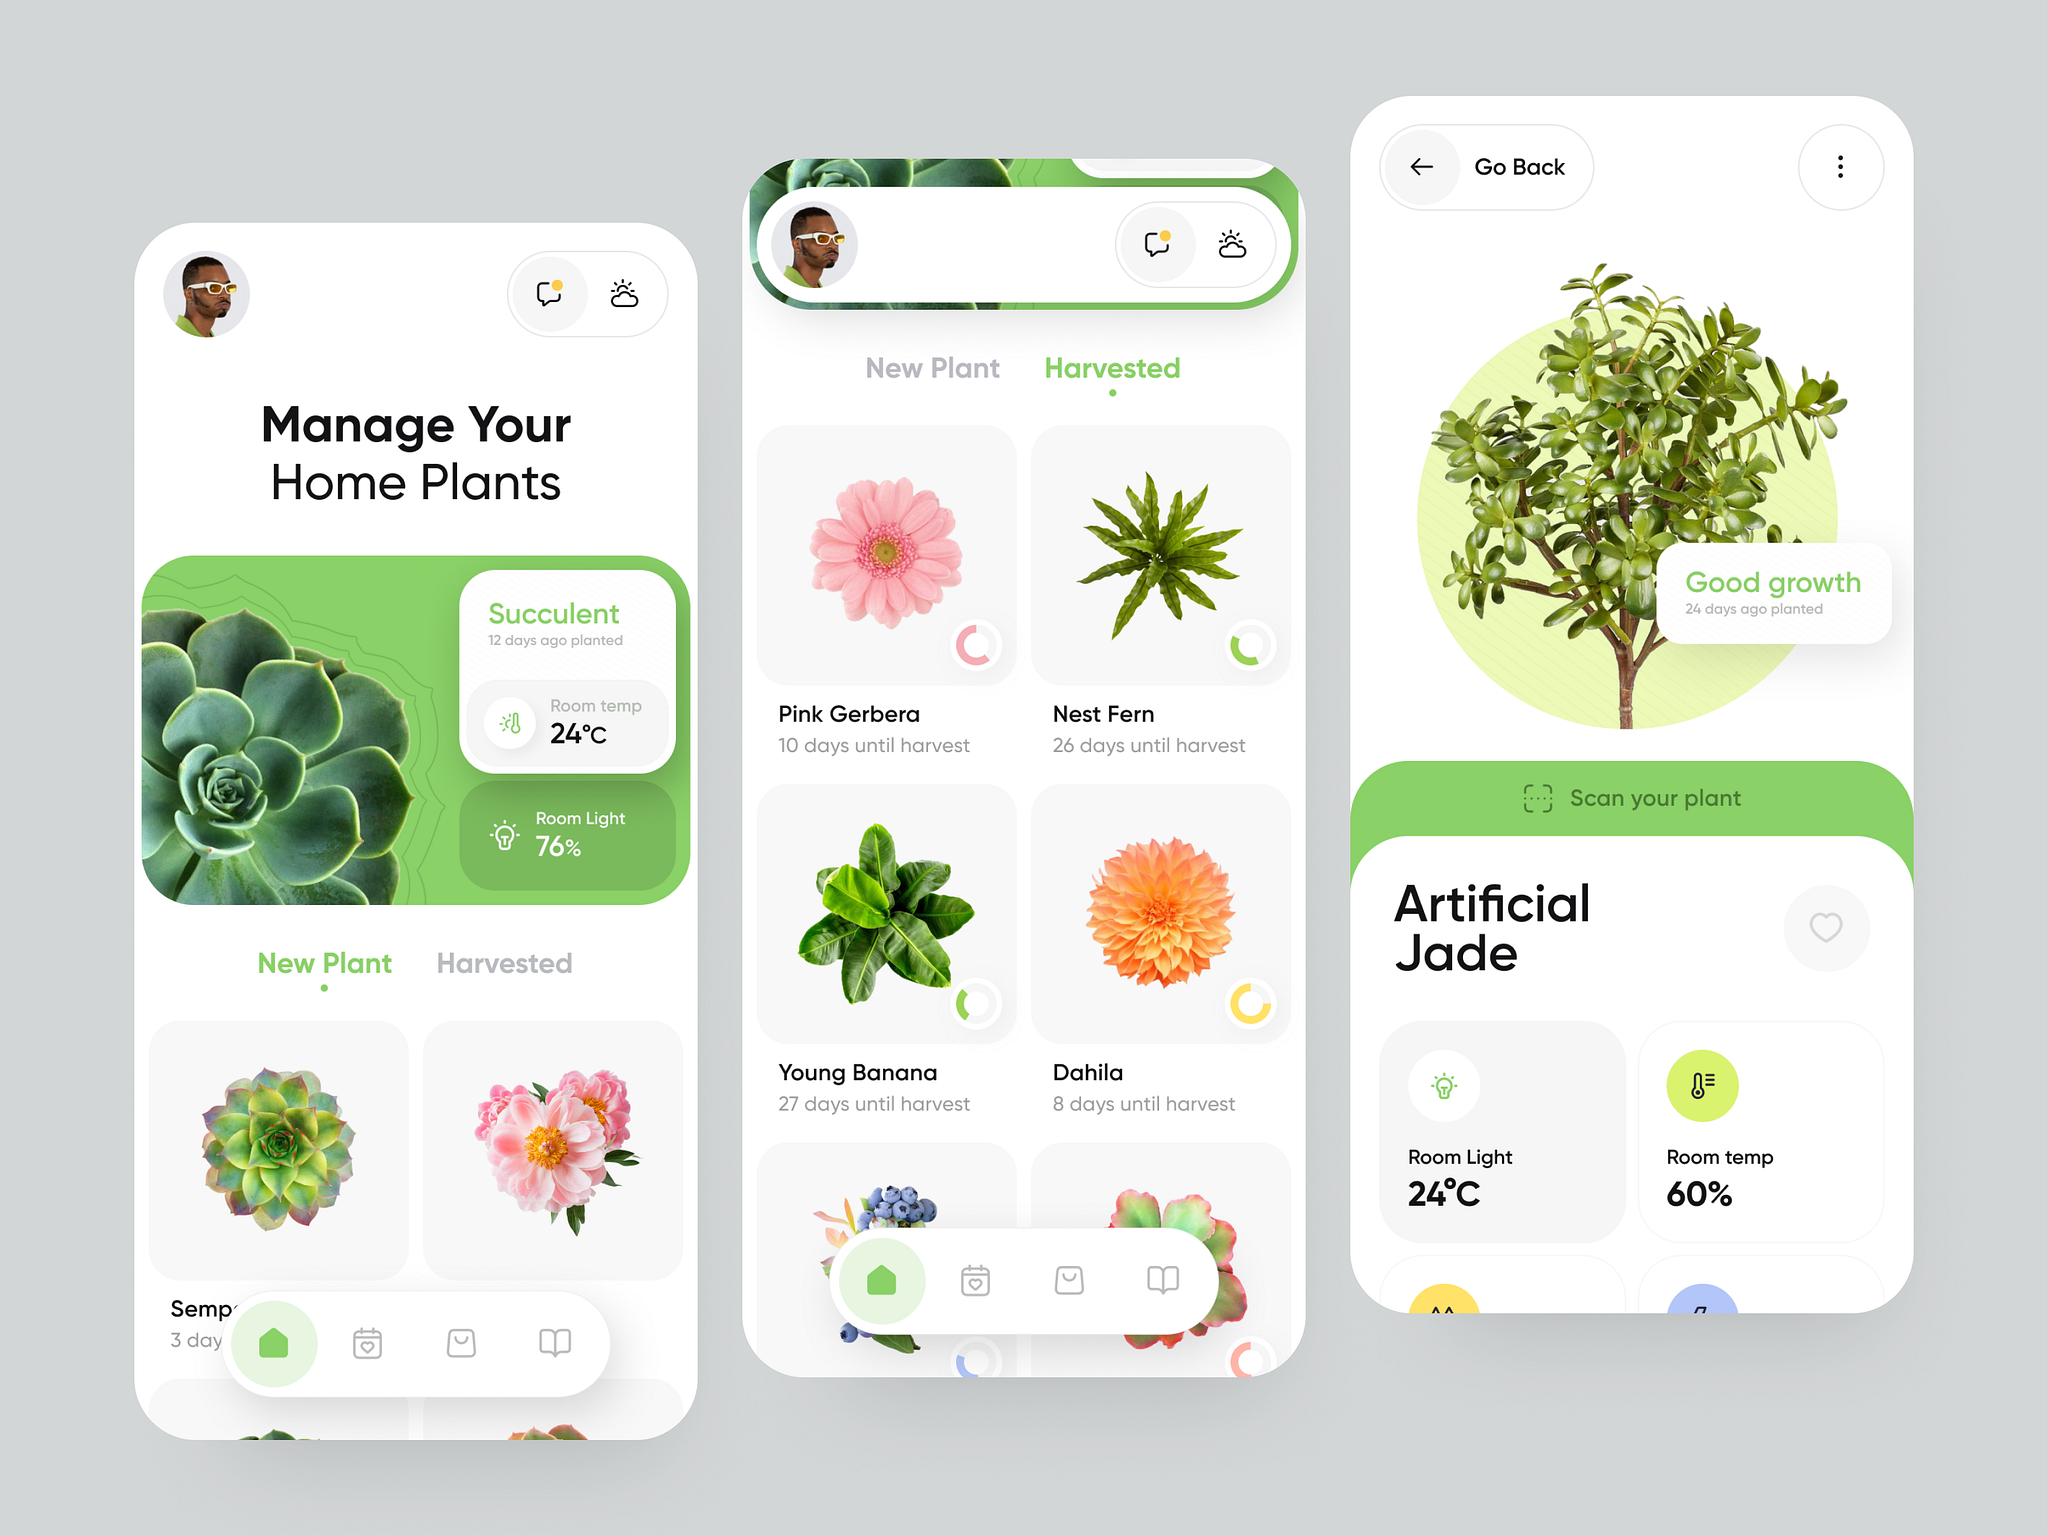 Manage Your
Home Plants
Succulent
12 days ago planted
Room temp
24°C
Room Light
76%
New Plant
Harvested
3 day
New Plant
Harvested
Pink Gerbera
10 days until harvest
Nest Fern
26 days until harvest
Young Banana
27 days until harvest
Dahila
8 days until harvest
Go Back
Good growth
24 days ago planted
Scan your plant
Artificial
Jade
Room Light
24°C
Room temp
60%